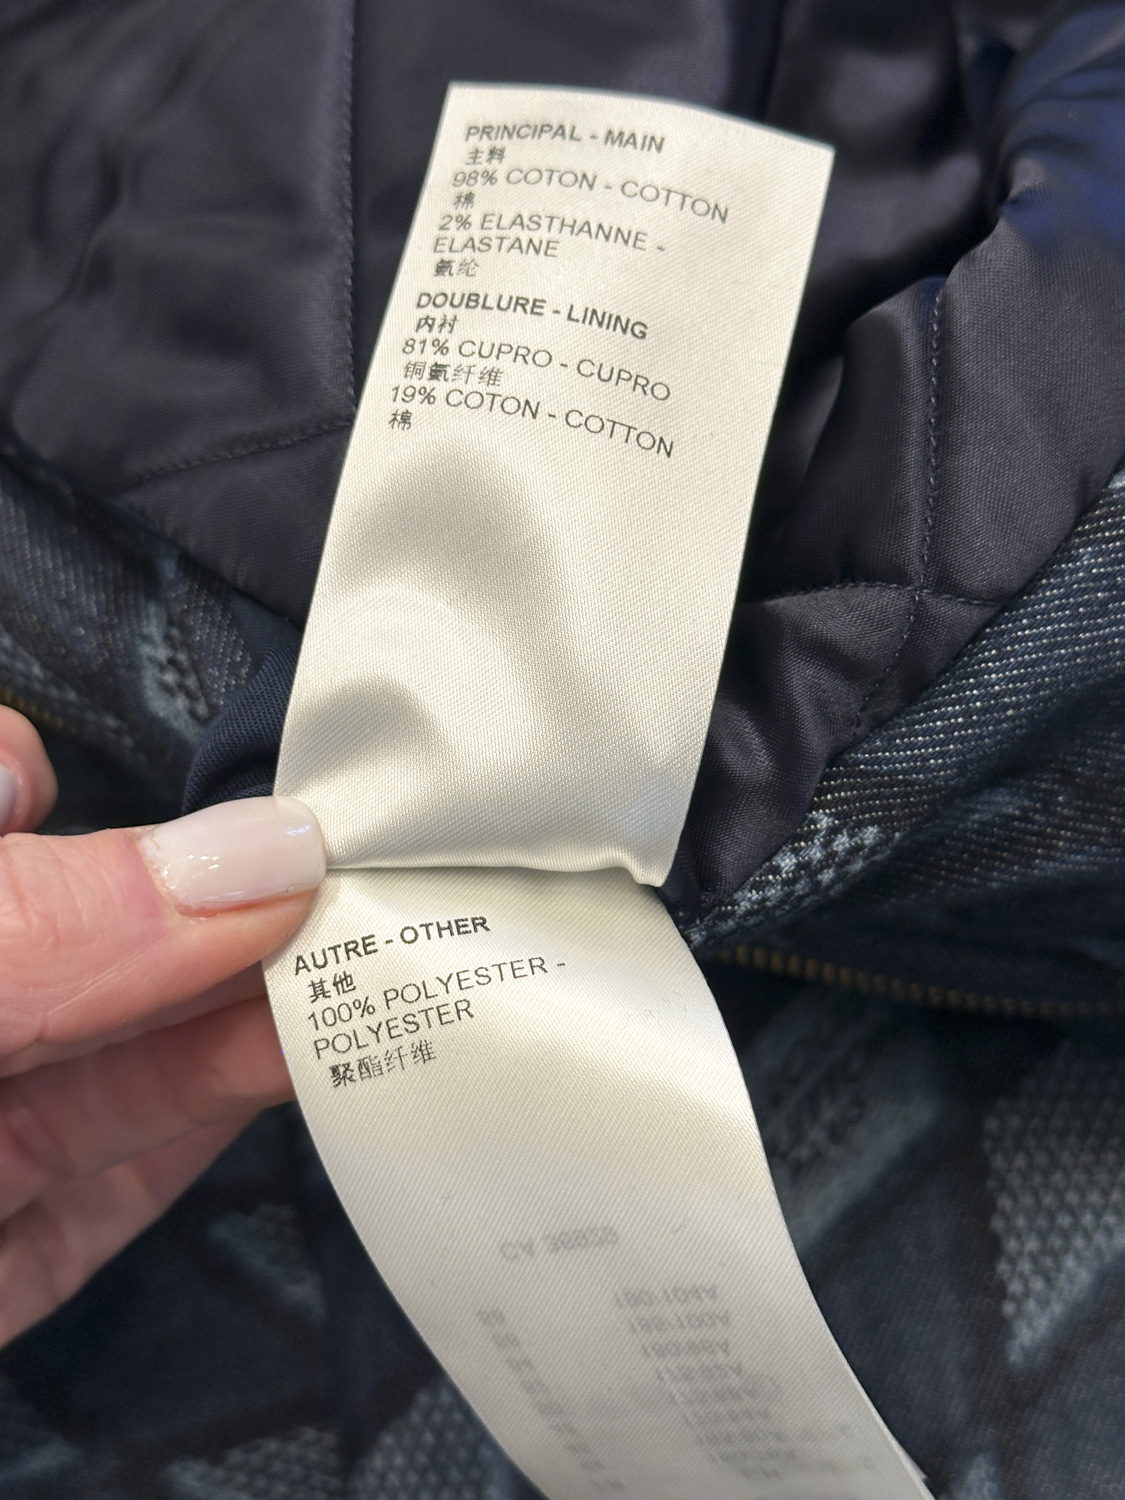 PRINCIPAL - MAIN
主料
98% COTON - COTTON
棉
2% ELASTHANNE -
ELASTANE
氨纶
DOUBLURE - LINING
内衬
81% CUPRO - CUPRO
铜氨纤维
19% COTON - COTTON
棉
AUTRE - OTHER
其他
100% POLYESTER -
POLYESTER
聚酯纤维